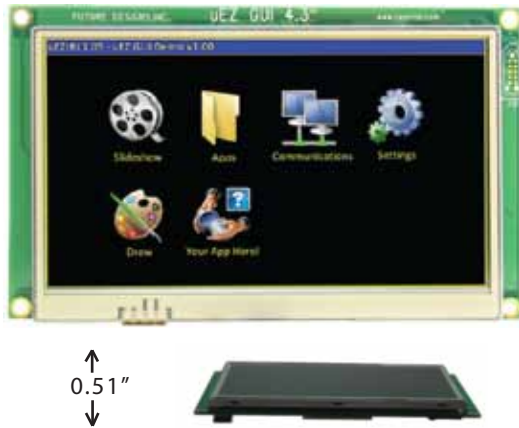 FUTURE DESIGNS, INC. uEZ GUI 4.3"
Slideshow Apps Communications Settings
Draw Your App Here!
0.51"